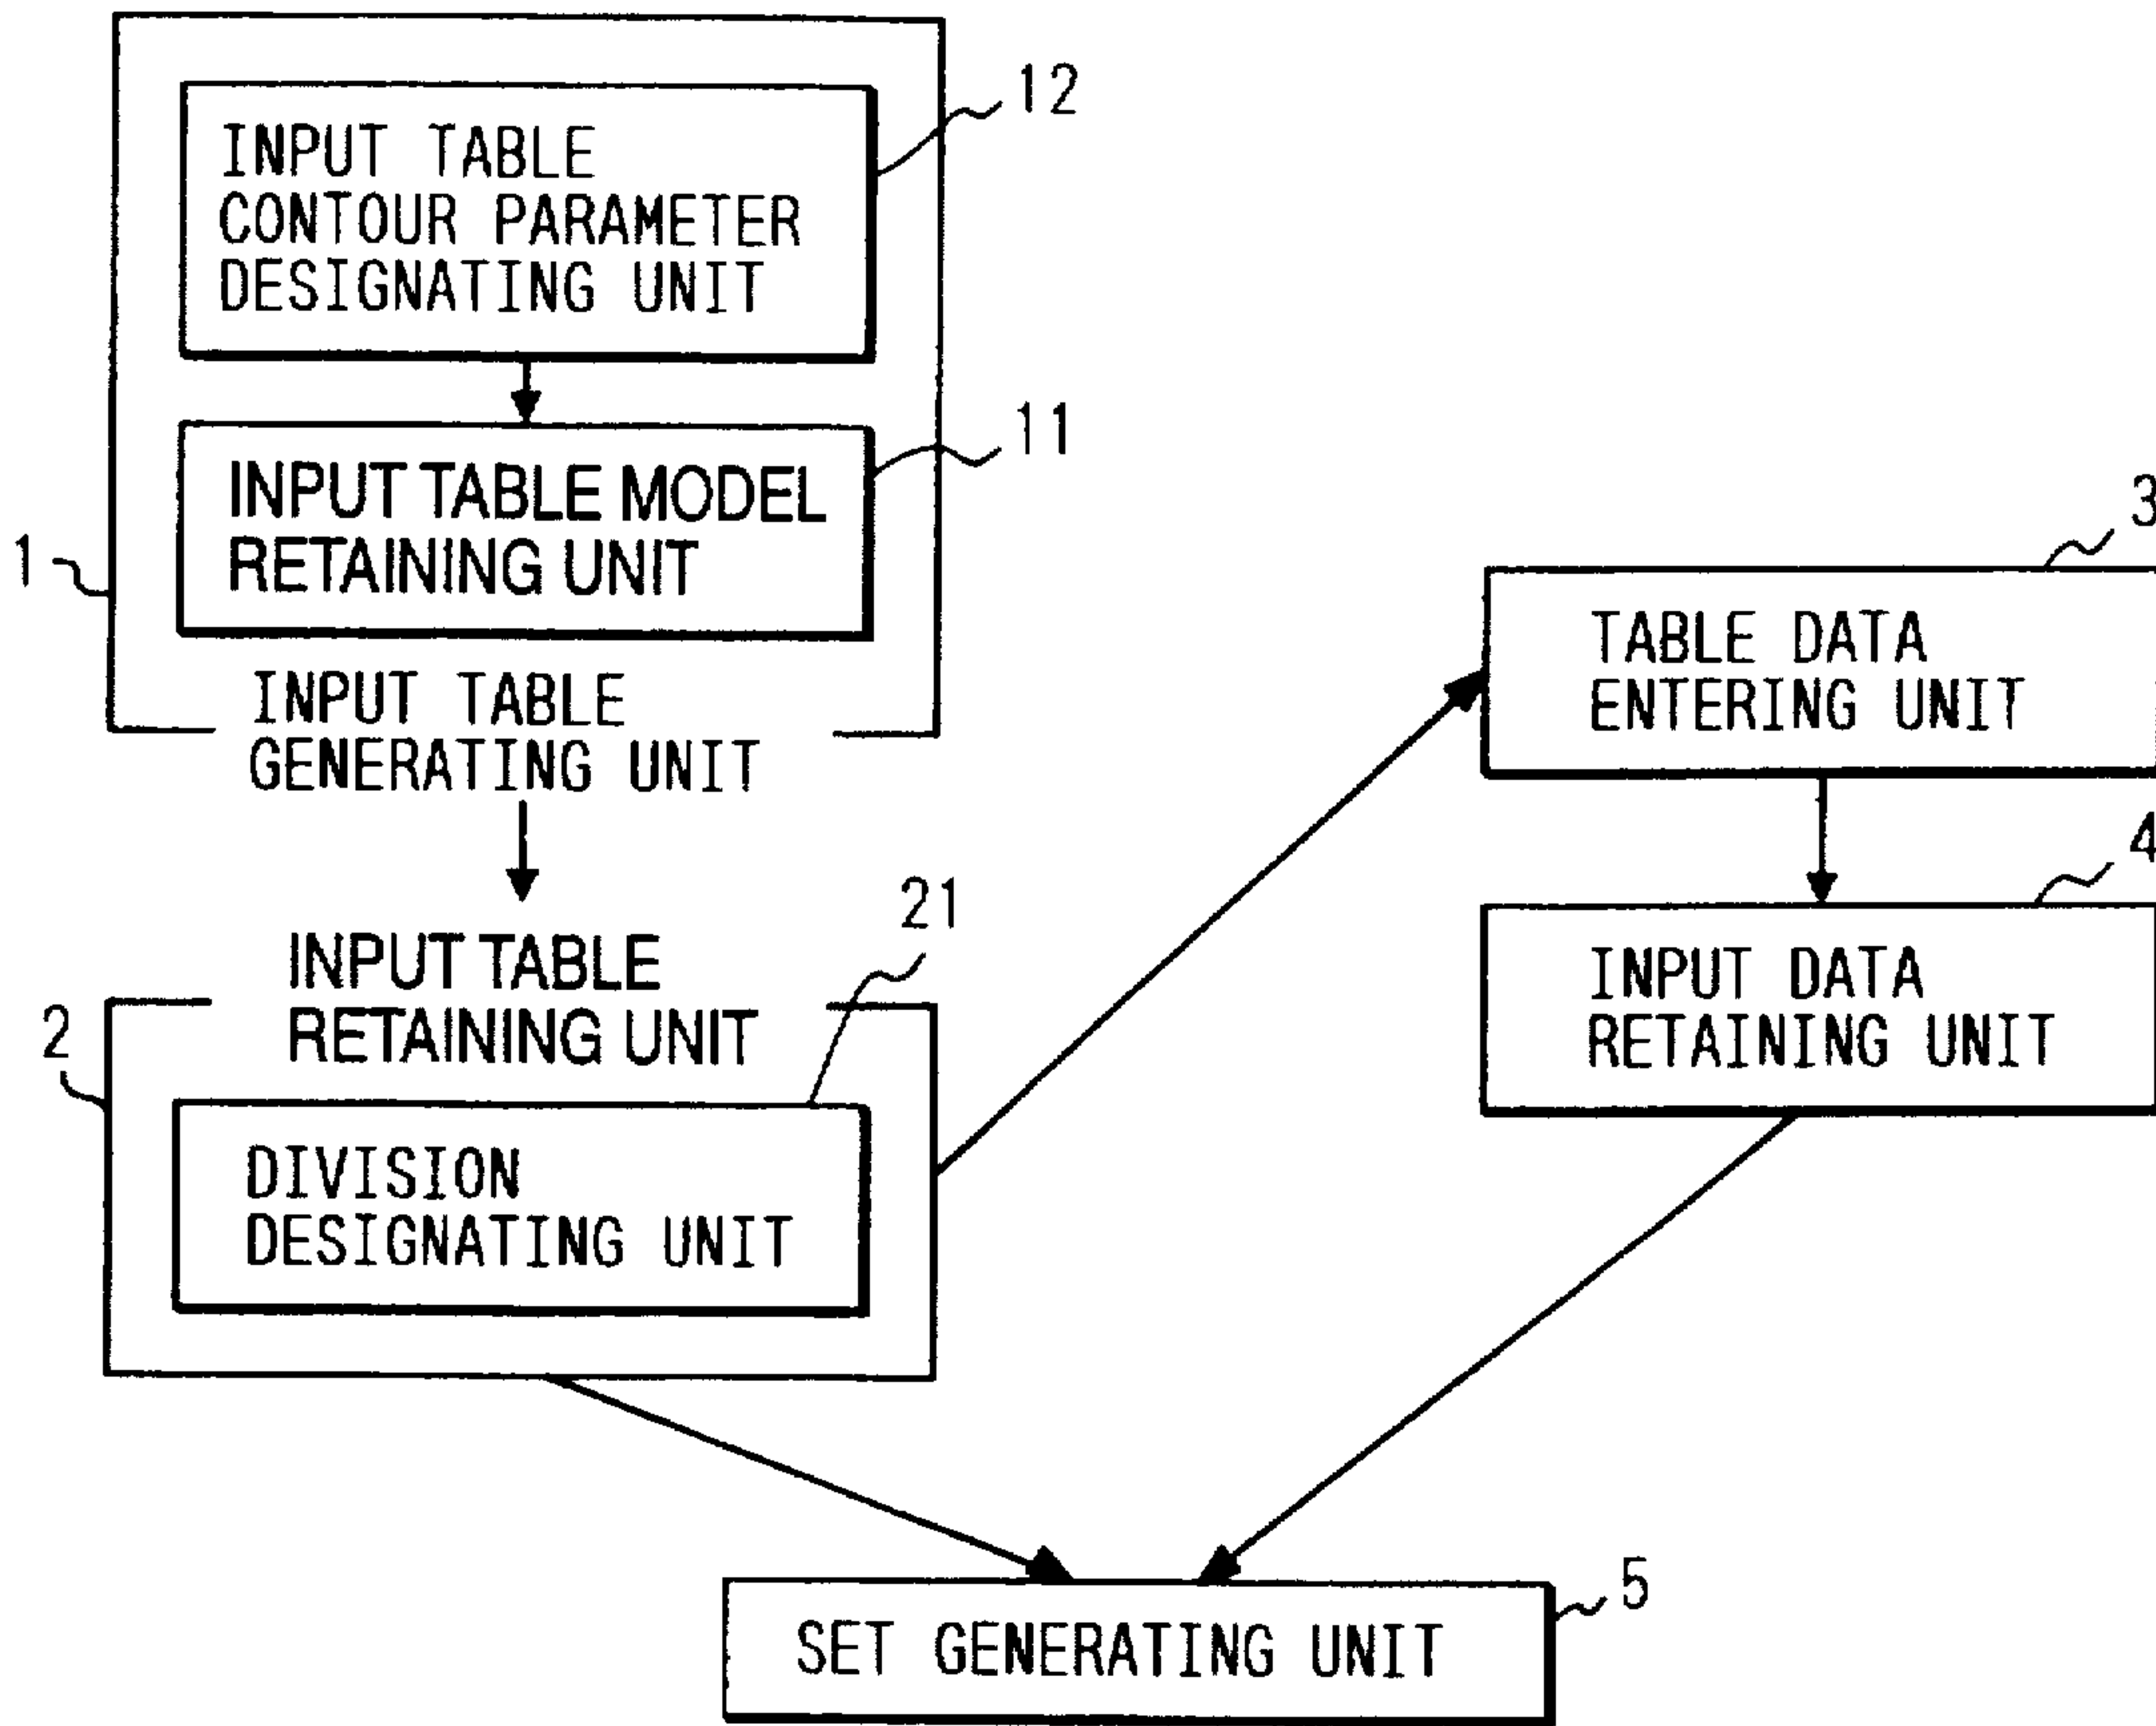 12
INPUT TABLE
CONTOUR PARAMETER
DESIGNATING UNIT
11
INPUT TABLE MODEL
RETAINING UNIT
1
INPUT TABLE
GENERATING UNIT
21
INPUT TABLE
RETAINING UNIT
2
DIVISION
DESIGNATING UNIT
3
TABLE DATA
ENTERING UNIT
4
INPUT DATA
RETAINING UNIT
5
SET GENERATING UNIT